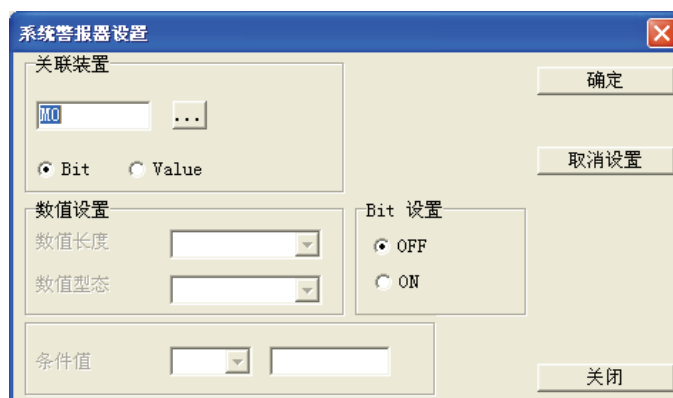 系统警报器设置
关联装置
M0
...
Bit
Value
确定
取消设置
数值设置
数值长度
数值型态
Bit 设置
OFF
ON
条件值
关闭